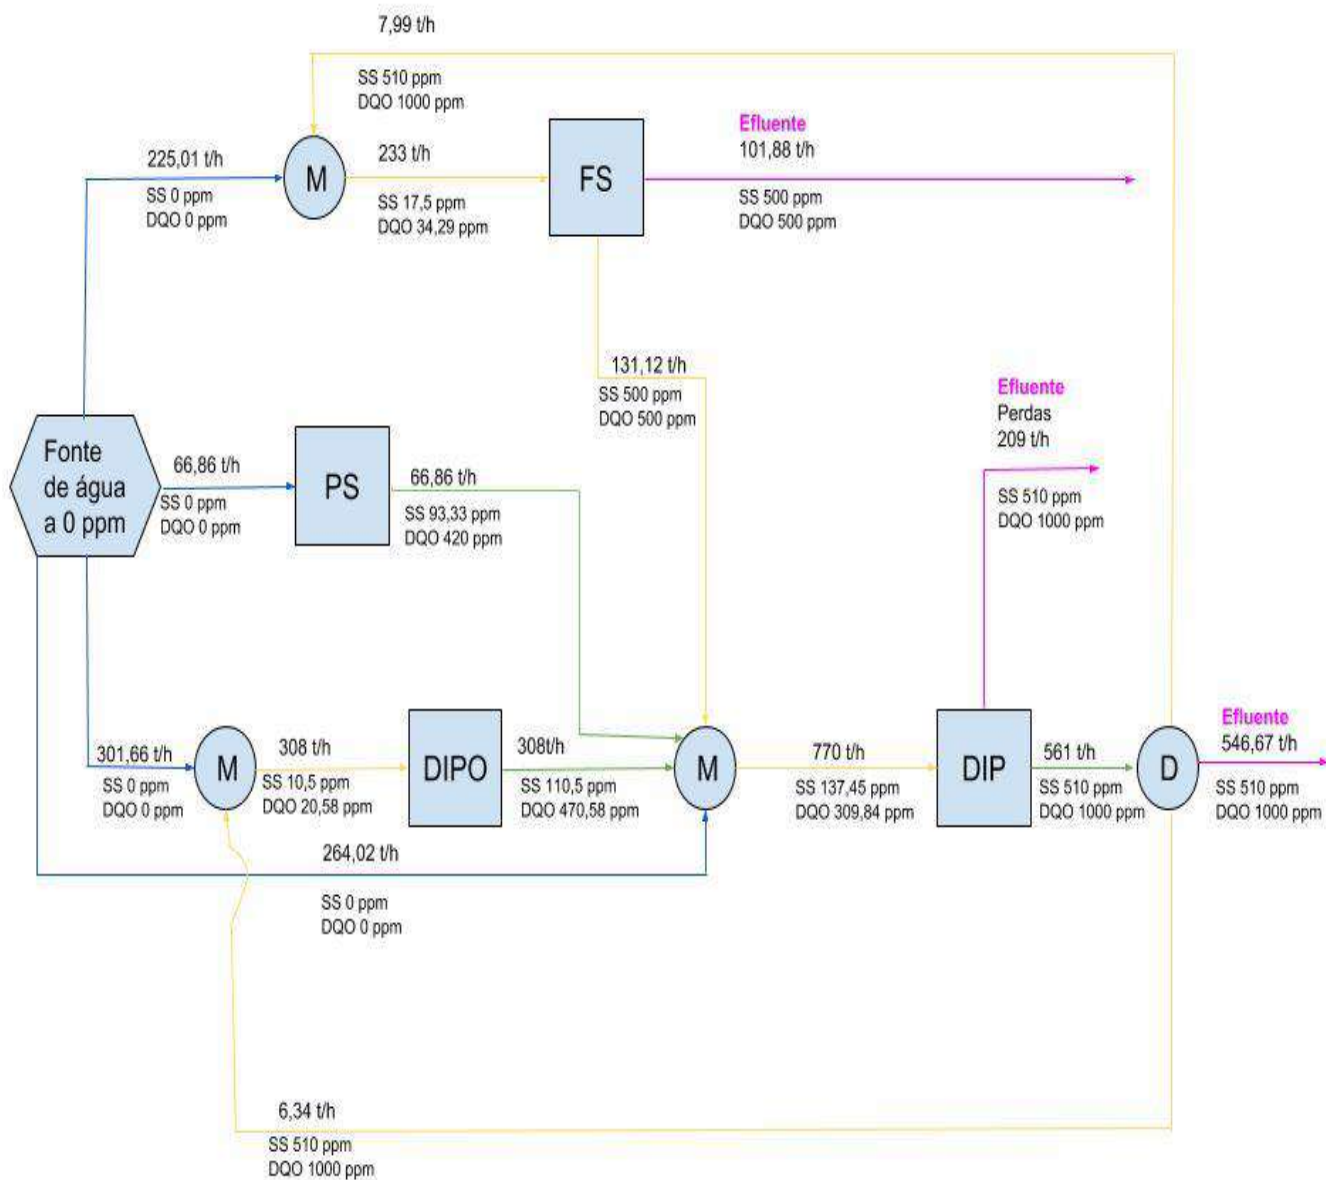 7,99 t/h
SS 510 ppm
DQO 1000 ppm
225,01 t/h
SS 0 ppm
DQO 0 ppm
M
233 t/h
SS 17,5 ppm
DQO 34,29 ppm
FS
Efluente
101,88 t/h
SS 500 ppm
DQO 500 ppm
131,12 t/h
SS 500 ppm
DQO 500 ppm
Efluente
Perdas
209 t/h
SS 510 ppm
DQO 1000 ppm
Fonte
de água
a 0 ppm
66,86 t/h
SS 0 ppm
DQO 0 ppm
PS
66,86 t/h
SS 93,33 ppm
DQO 420 ppm
301,66 t/h
SS 0 ppm
DQO 0 ppm
M
308 t/h
SS 10,5 ppm
DQO 20,58 ppm
DIPO
308t/h
SS 110,5 ppm
DQO 470,58 ppm
M
770 t/h
SS 137,45 ppm
DQO 309,84 ppm
DIP
561 t/h
SS 510 ppm
DQO 1000 ppm
D
Efluente
546,67 t/h
SS 510 ppm
DQO 1000 ppm
264,02 t/h
SS 0 ppm
DQO 0 ppm
6,34 t/h
SS 510 ppm
DQO 1000 ppm